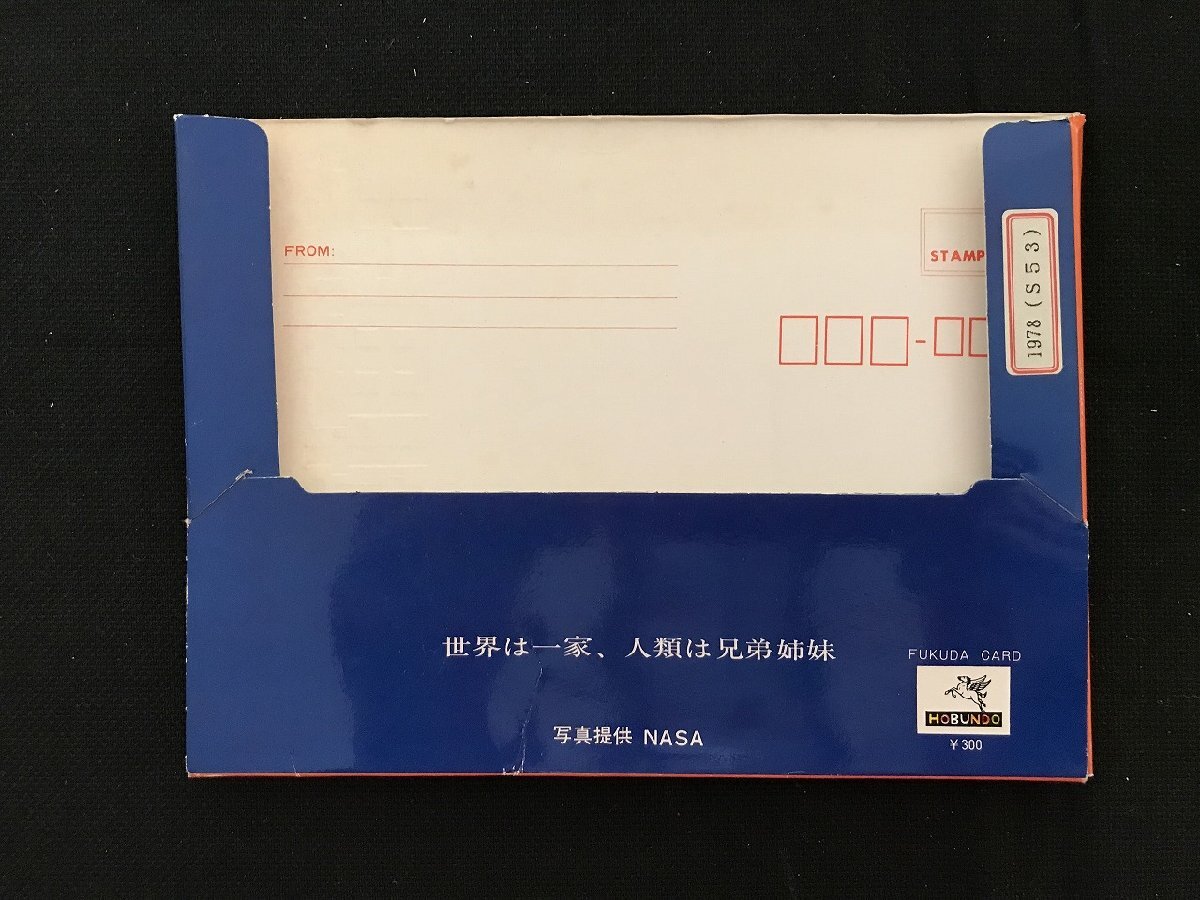 FROM:
STAMP
1978 (S53)
世界は一家、人類は兄弟姉妹
写真提供 NASA
FUKUDA CARD
HOBUNDO
¥300